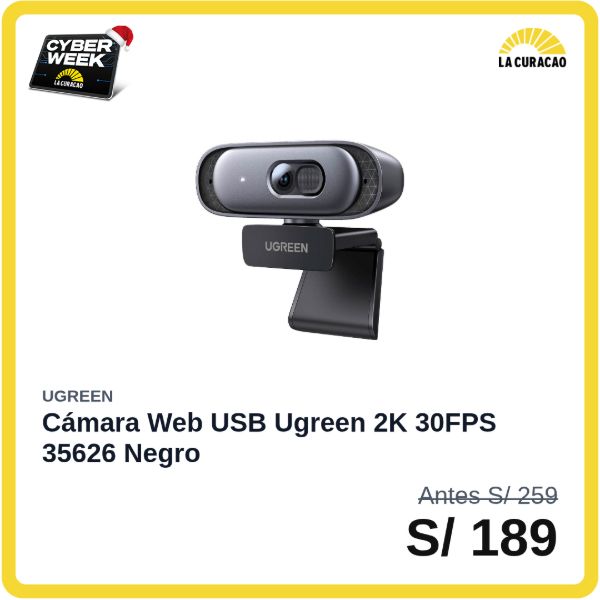 CYBER
WEEK
LA CURACAO
LA CURACAO
UGREEN
UGREEN
Cámara Web USB Ugreen 2K 30FPS
35626 Negro
Antes S/ 259
S/ 189